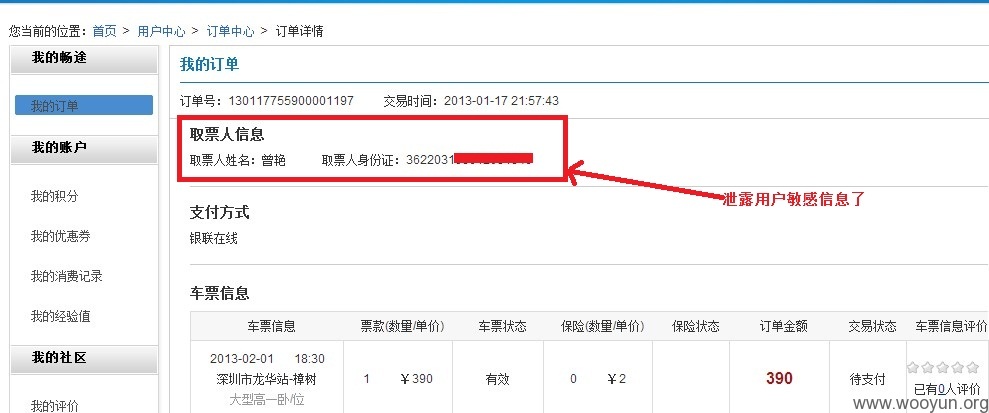 您当前的位置：首页 > 用户中心 > 订单中心 > 订单详情
我的畅途
我的订单
我的账户
我的积分
我的优惠券
我的消费记录
我的经验值
我的社区
我的评价
我的订单
订单号：130117755900001197 交易时间：2013-01-17 21:57:43
取票人信息
取票人姓名：曾艳 取票人身份证：3622031
泄露用户敏感信息了
支付方式
银联在线
车票信息
车票信息 票款(数量/单价) 车票状态 保险(数量/单价) 保险状态 订单金额 交易状态 车票信息评价
2013-02-01 18:30
深圳市龙华站-樟树 1 ￥390 有效 0 ￥2 390 待支付
大型高一卧/位
已有0人评价
www.wooyun.org